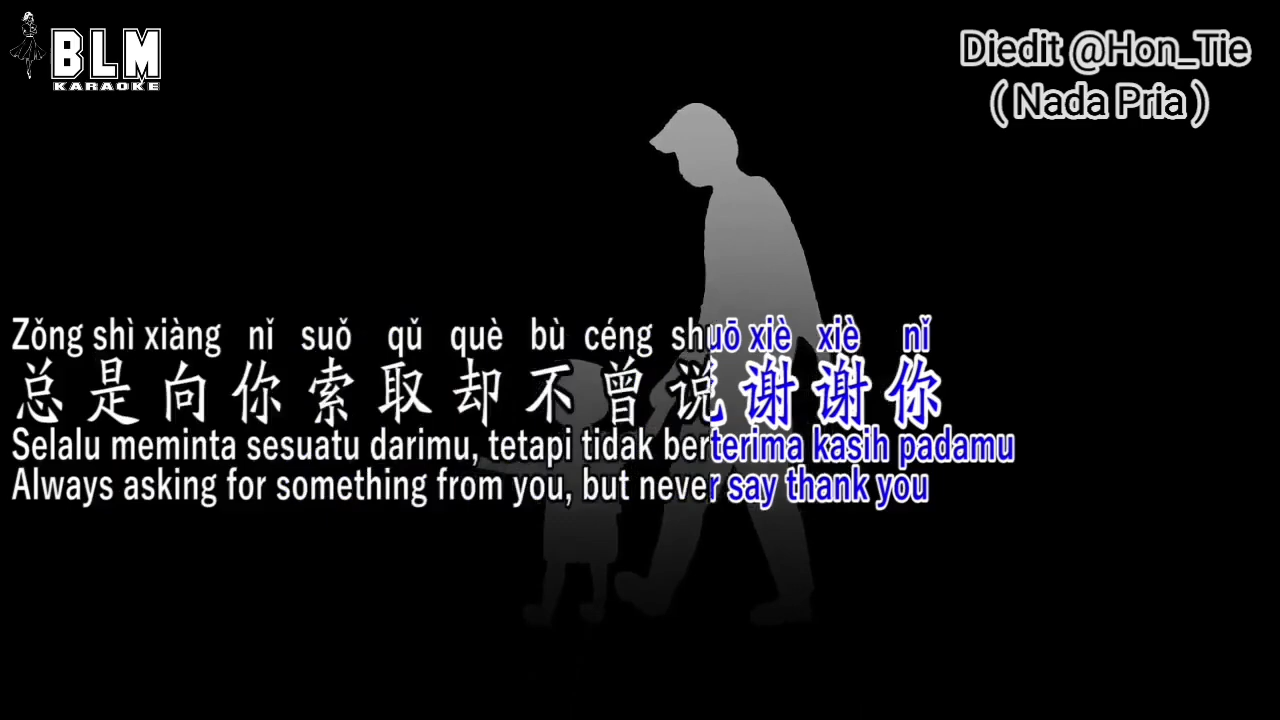 BLM
KARAOKE
Diedit @Hon_Tie
( Nada Pria )
Zǒng shì xiàng nǐ suǒ qǔ què bù céng shuō xiè xiè nǐ
总是向你索取却不曾说谢谢你
Selalu meminta sesuatu darimu, tetapi tidak berterima kasih padamu
Always asking for something from you, but never say thank you